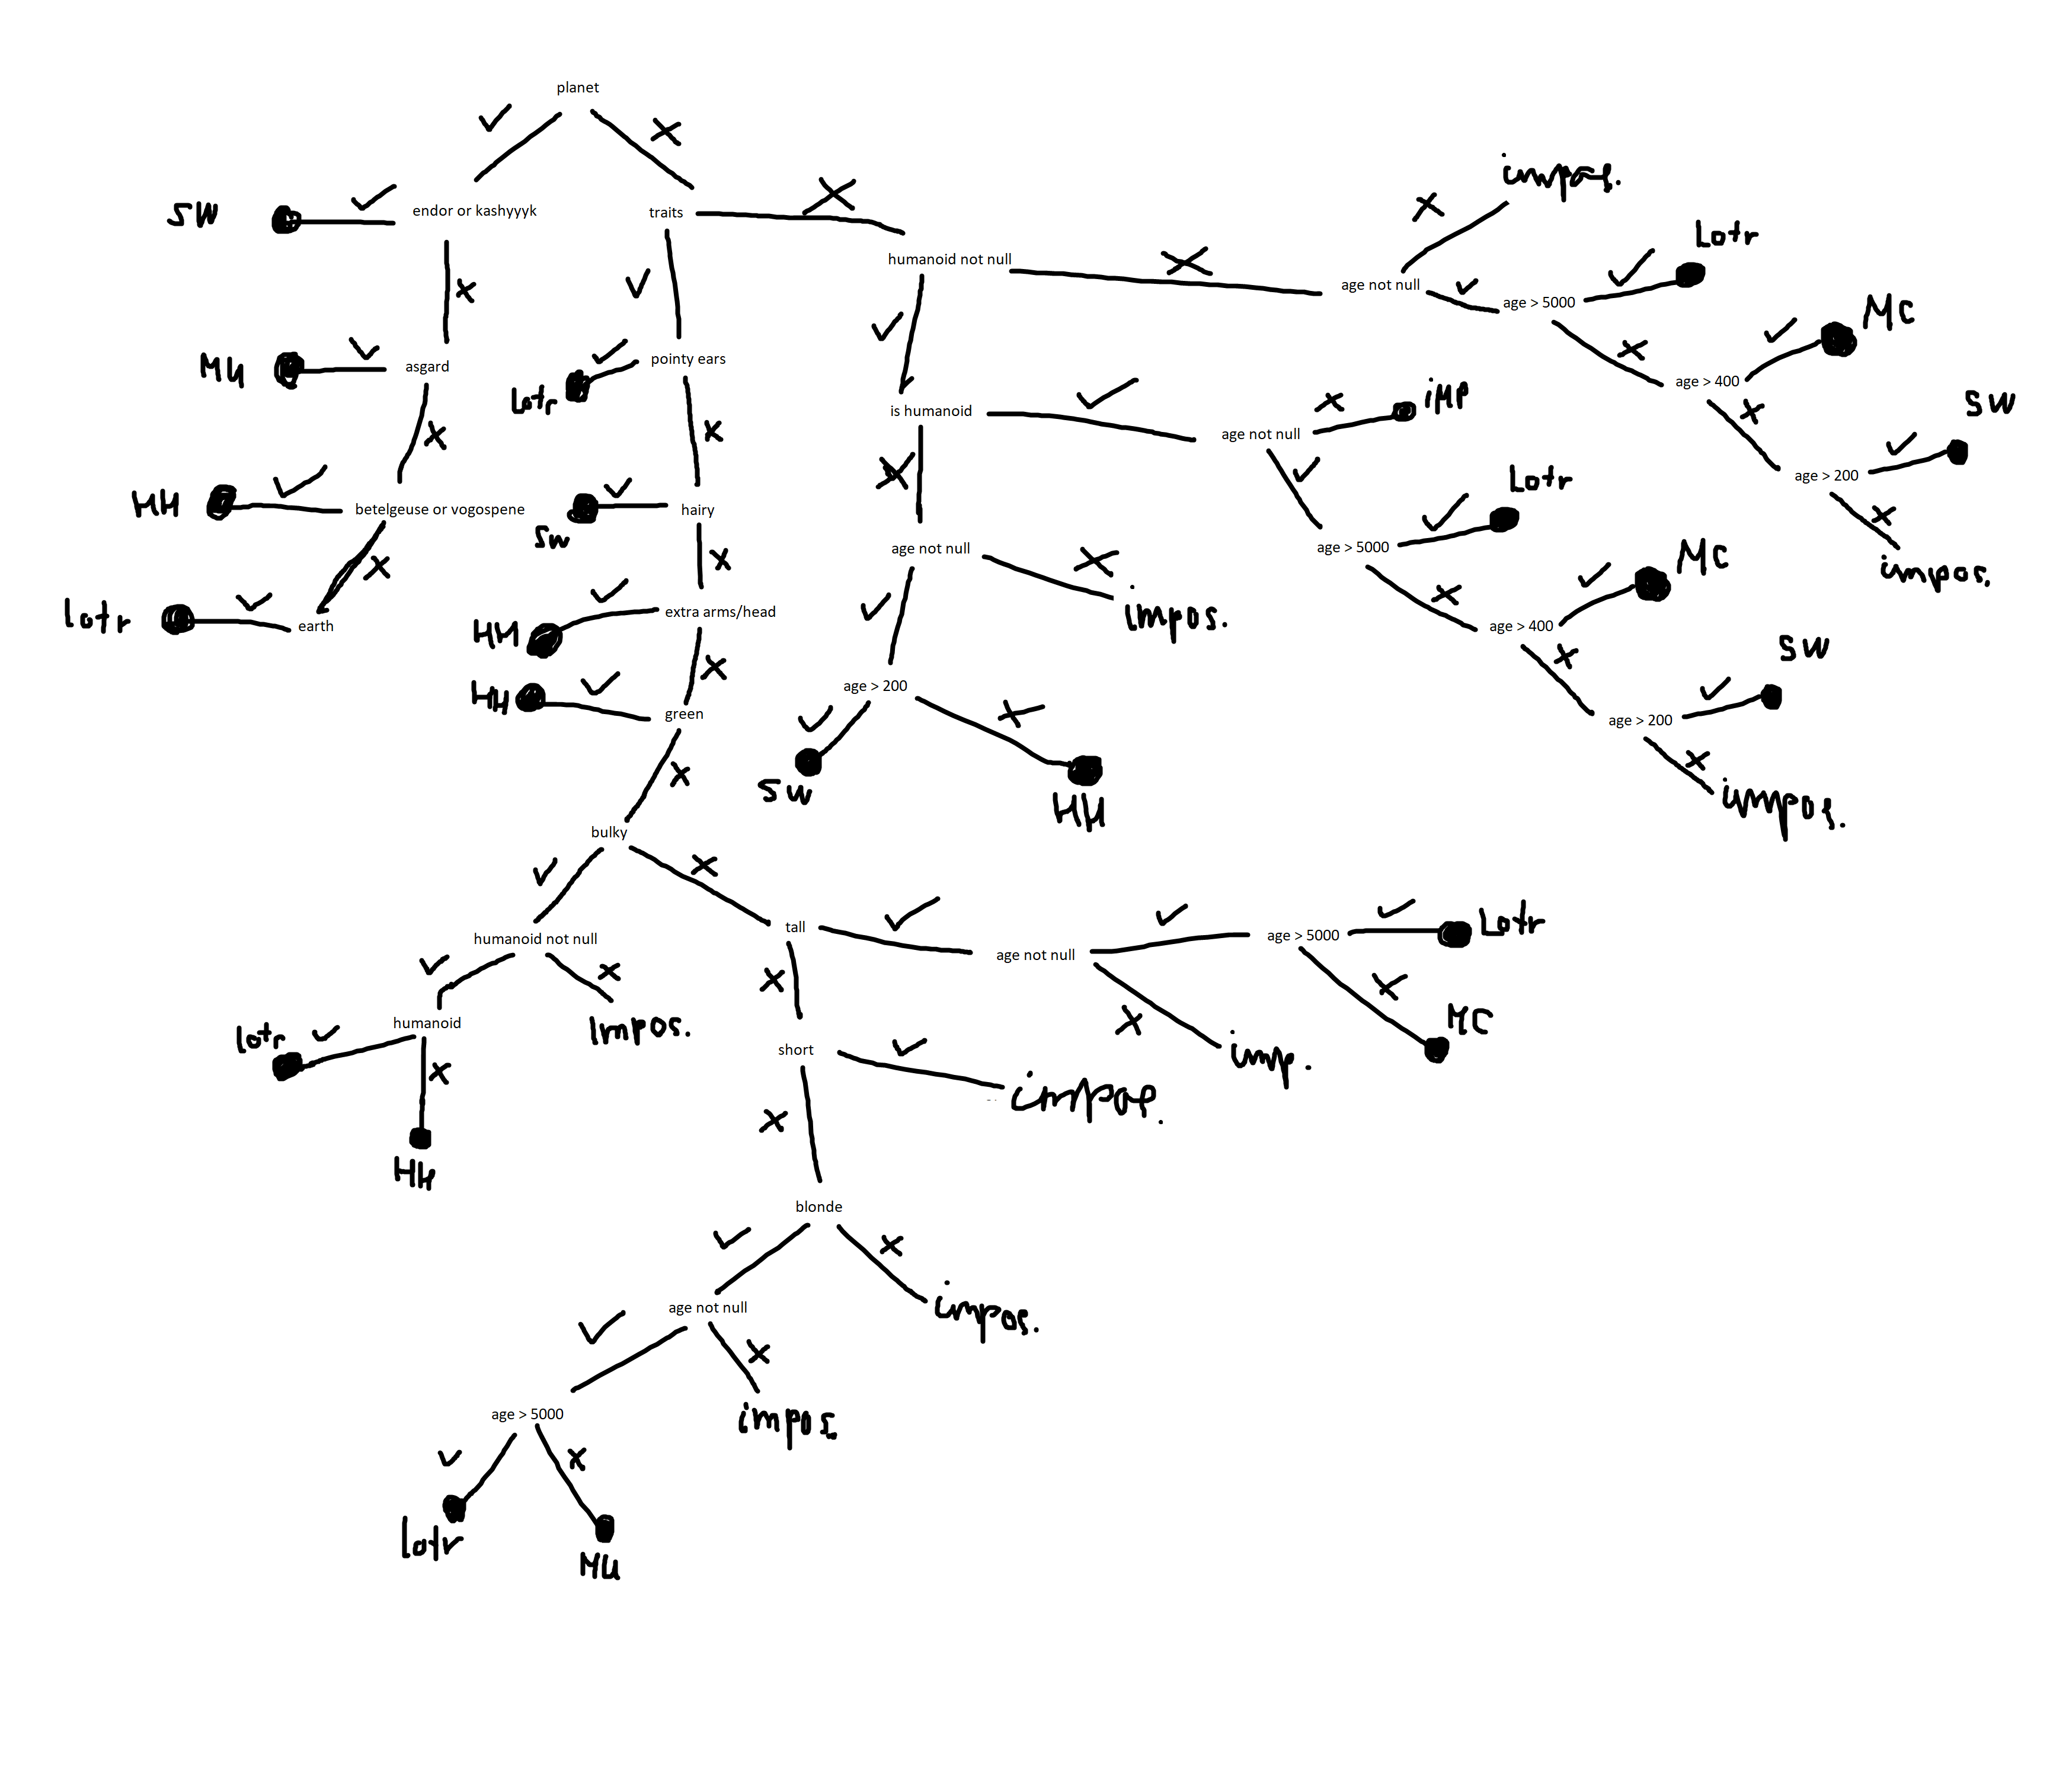 planet
impos.
SW
endor or kashyyyk
traits
Lotr
humanoid not null
age not null
age > 5000
MC
MU
asgard
pointy ears
Lotr
is humanoid
iMP
age not null
age > 400
SW
HH
betelgeuse or vogospene
SW
hairy
Lotr
age > 200
impos.
age not null
age > 5000
MC
Lotr
earth
HH
extra arms/head
impos.
age > 400
SW
HH
green
age > 200
age > 200
SW
HH
impos.
bulky
humanoid not null
tall
age not null
age > 5000
Lotr
humanoid
impos.
MC
Lotr
short
imp.
impos.
HH
blonde
age not null
impos.
age > 5000
impos.
Lotr
MU